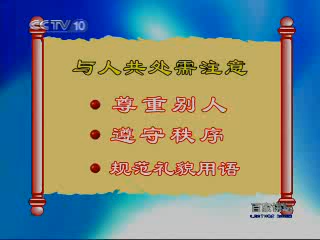 CCTV 10
与人共处需注意
尊重别人
遵守秩序
规范礼貌用语
百家讲坛